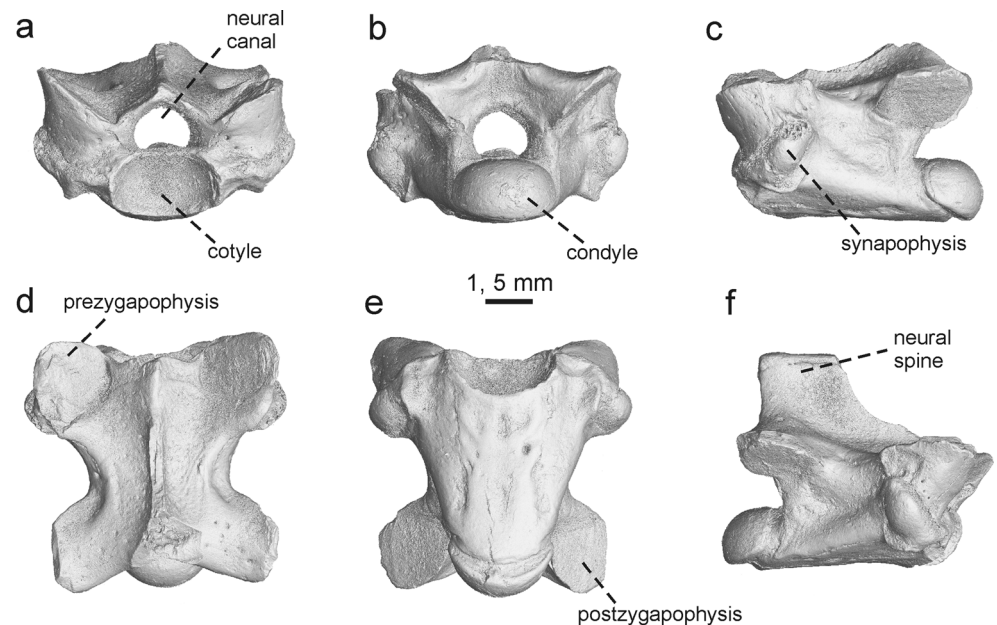 a
neural
canal
cotyle
b
condyle
c
synapophysis
d
prezygapophysis
1, 5 mm
e
postzygapophysis
f
neural
spine